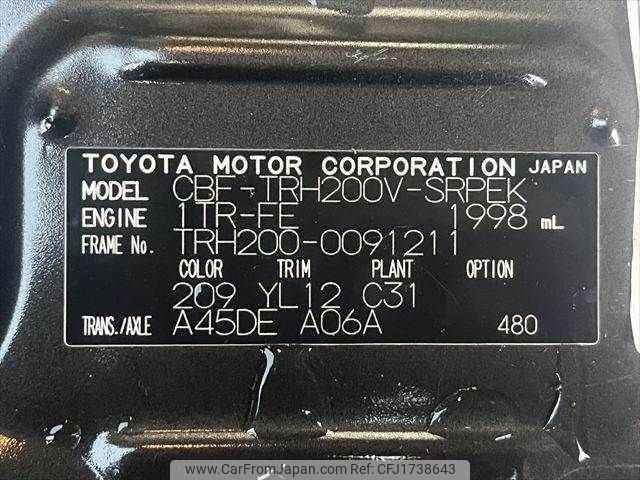 TOYOTA MOTOR CORPORATION JAPAN
MODEL CBF-TRH200V-SRPEK
ENGINE 1TR-FE 1998 mL
FRAME No. TRH200-0091211
COLOR TRIM PLANT OPTION
209 YL12 C31
TRANS./AXLE A45DE A06A 480
www.CarFromJapan.com ID:CFJ1738643